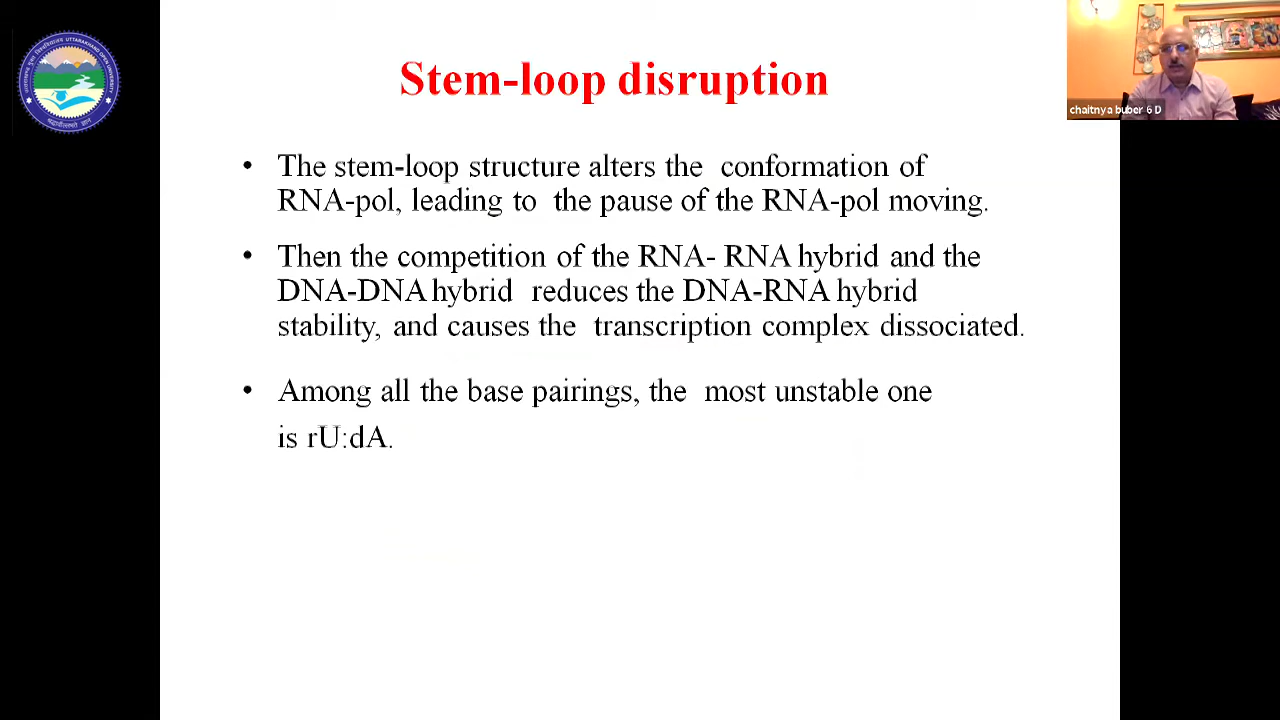 Stem-loop disruption
chaitnya buber 6 D
• The stem-loop structure alters the conformation of
RNA-pol, leading to the pause of the RNA-pol moving.
• Then the competition of the RNA- RNA hybrid and the
DNA-DNA hybrid reduces the DNA-RNA hybrid
stability, and causes the transcription complex dissociated.
• Among all the base pairings, the most unstable one
is rU:dA.